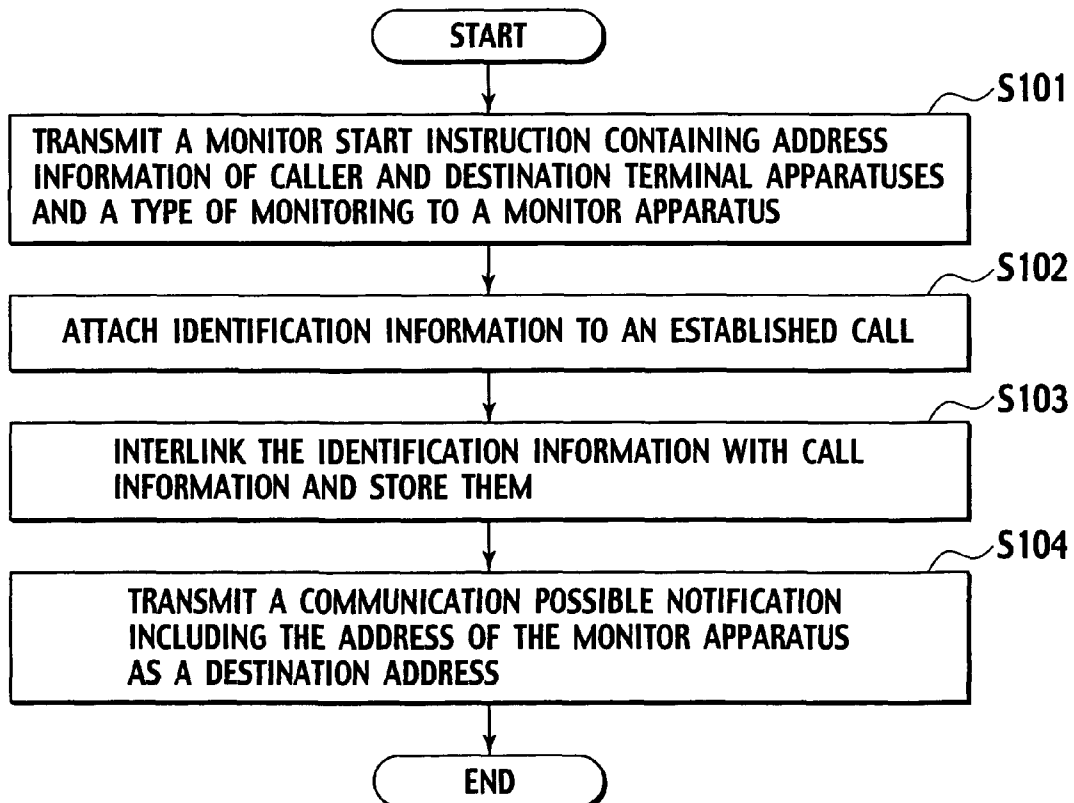 START
S101
TRANSMIT A MONITOR START INSTRUCTION CONTAINING ADDRESS
INFORMATION OF CALLER AND DESTINATION TERMINAL APPARATUSES
AND A TYPE OF MONITORING TO A MONITOR APPARATUS
S102
ATTACH IDENTIFICATION INFORMATION TO AN ESTABLISHED CALL
S103
INTERLINK THE IDENTIFICATION INFORMATION WITH CALL
INFORMATION AND STORE THEM
S104
TRANSMIT A COMMUNICATION POSSIBLE NOTIFICATION
INCLUDING THE ADDRESS OF THE MONITOR APPARATUS
AS A DESTINATION ADDRESS
END